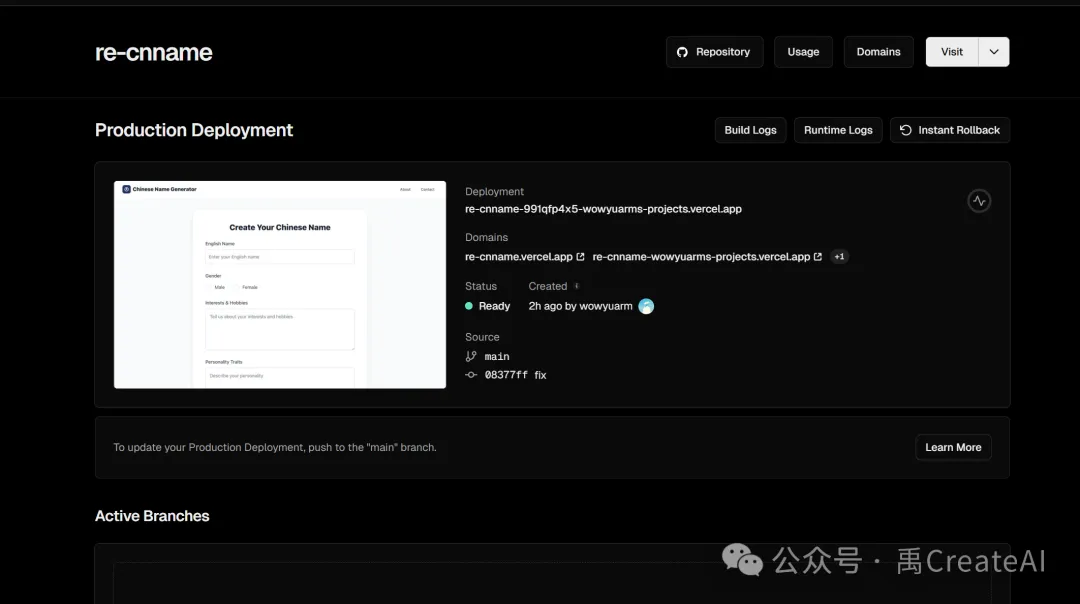 re-cnname
Repository
Usage
Domains
Visit
Production Deployment
Build Logs
Runtime Logs
Instant Rollback
Chinese Name Generator
About
Contact
Create Your Chinese Name
English Name
Enter your English name
Gender
Male
Female
Interests & Hobbies
Tell us about your interests and hobbies
Personality Traits
Describe your personality
Deployment
re-cnname-991qfp4x5-wowyuarms-projects.vercel.app
Domains
re-cnname.vercel.app
re-cnname-wowyuarms-projects.vercel.app
+1
Status
Created
Ready
2h ago by wowyuarm
Source
main
08377ff fix
To update your Production Deployment, push to the "main" branch.
Learn More
Active Branches
公众号 · 禹CreateAI